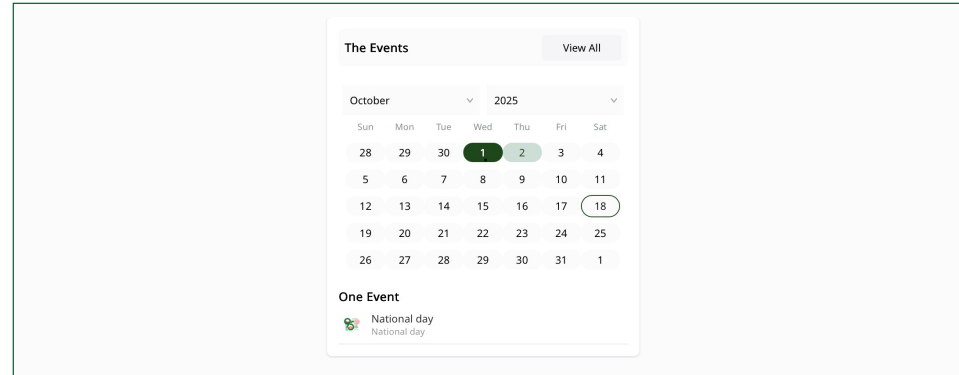 The Events View All
October 2025
Sun Mon Tue Wed Thu Fri Sat
28 29 30 1 2 3 4
5 6 7 8 9 10 11
12 13 14 15 16 17 18
19 20 21 22 23 24 25
26 27 28 29 30 31 1
One Event
National day
National day